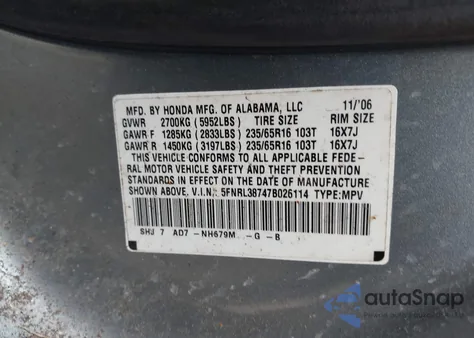 MFD. BY HONDA MFG. OF ALABAMA, LLC 11/'06
GVWR 2700KG (5952LBS) TIRE SIZE RIM SIZE
GAWR F 1285KG (2833LBS) 235/65R16 103T 16X7J
GAWR R 1450KG (3197LBS) 235/65R16 103T 16X7J
THIS VEHICLE CONFORMS TO ALL APPLICABLE FEDE-
RAL MOTOR VEHICLE SAFETY AND THEFT PREVENTION
STANDARDS IN EFFECT ON THE DATE OF MANUFACTURE
SHOWN ABOVE. V.I.N.: 5FNRL38747B026114 TYPE:MPV
SHJ 7 AD7 -NH679M -G -B
autoSnap